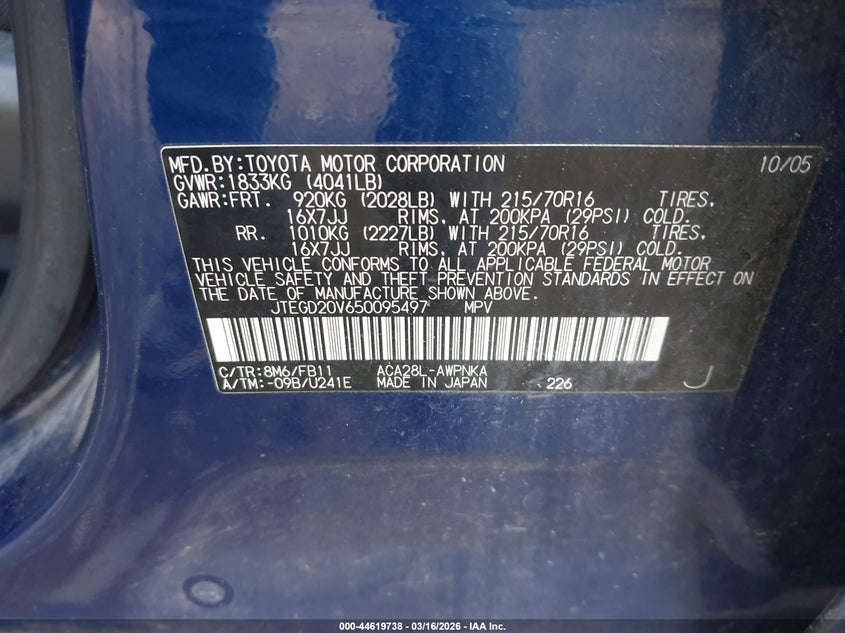 MFD.BY:TOYOTA MOTOR CORPORATION 10/05
GVWR:1833KG (4041LB)
GAWR:FRT. 920KG (2028LB) WITH 215/70R16 TIRES,
16X7JJ RIMS, AT 200KPA (29PSI) COLD.
RR. 1010KG (2227LB) WITH 215/70R16 TIRES,
16X7JJ RIMS, AT 200KPA (29PSI) COLD.
THIS VEHICLE CONFORMS TO ALL APPLICABLE FEDERAL MOTOR
VEHICLE SAFETY AND THEFT PREVENTION STANDARDS IN EFFECT ON
THE DATE OF MANUFACTURE SHOWN ABOVE.
JTEGD20V650095497 MPV
C/TR:8M6/FB11 ACA28L-AWPNKA
A/TM:-09B/U241E MADE IN JAPAN 226 J
000-44619738 - 03/16/2026 - IAA Inc.